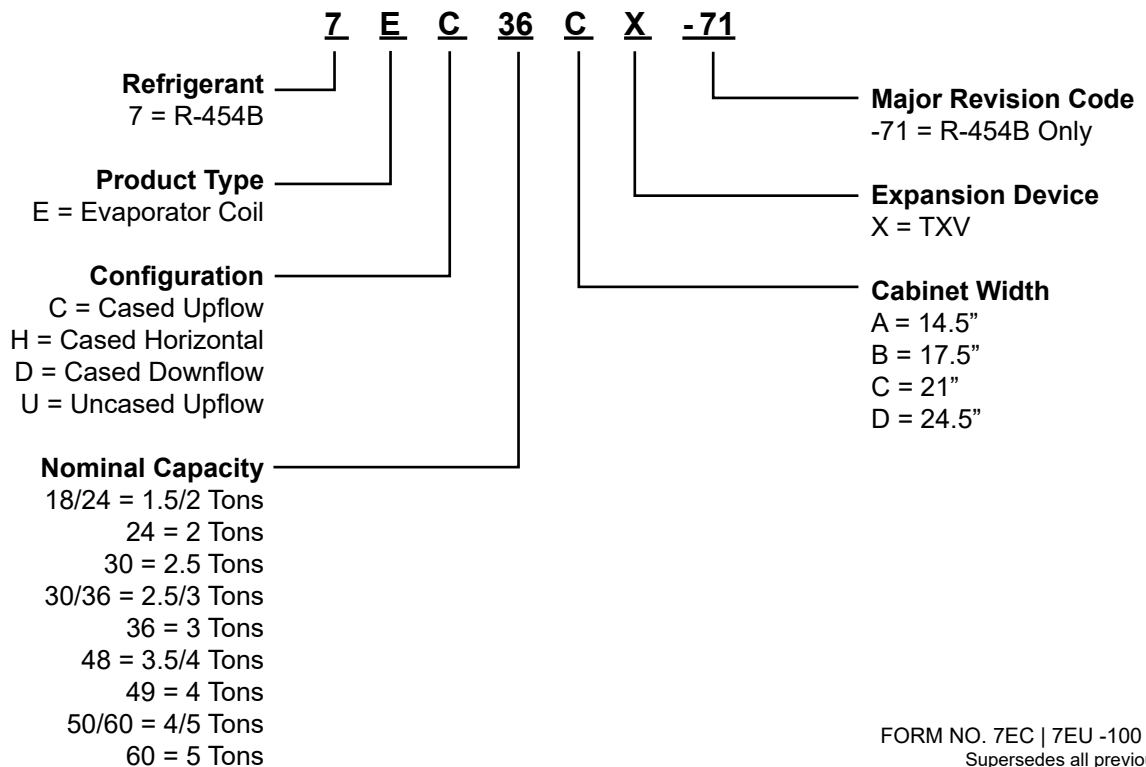 7 E C 36 C X -71
Refrigerant
7 = R-454B
Product Type
E = Evaporator Coil
Configuration
C = Cased Upflow
H = Cased Horizontal
D = Cased Downflow
U = Uncased Upflow
Nominal Capacity
18/24 = 1.5/2 Tons
24 = 2 Tons
30 = 2.5 Tons
30/36 = 2.5/3 Tons
36 = 3 Tons
48 = 3.5/4 Tons
49 = 4 Tons
50/60 = 4/5 Tons
60 = 5 Tons
Major Revision Code
-71 = R-454B Only
Expansion Device
X = TXV
Cabinet Width
A = 14.5”
B = 17.5”
C = 21”
D = 24.5”
FORM NO. 7EC | 7EU -100
Supersedes all previo